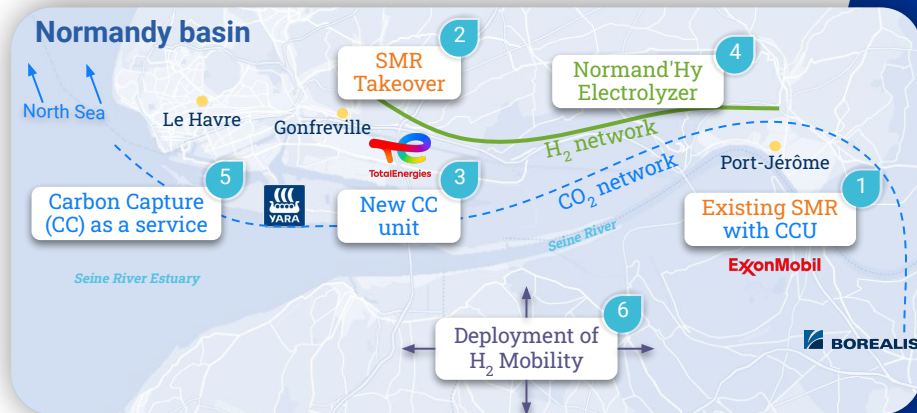 Normandy basin
North Sea
Le Havre
Gonfreville
2
SMR
Takeover
TotalEnergies
4
Normand'Hy
Electrolyzer
H₂ network
CO₂ network
Port-Jérôme
5
Carbon Capture
(CC) as a service
YARA
3
New CC
unit
1
Existing SMR
with CCU
ExxonMobil
Seine River
Seine River Estuary
6
Deployment of
H₂ Mobility
BOREALIS